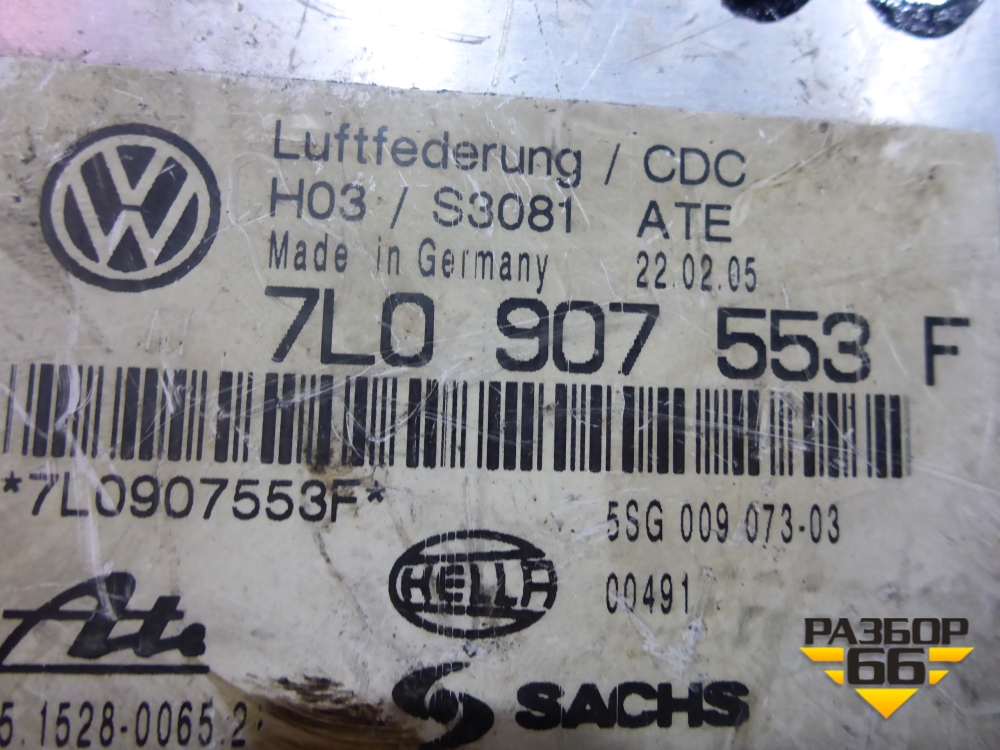 Luftfederung / CDC
H03 / S3081 ATE
Made in Germany 22.02.05
7L0 907 553 F
*7L0907553F*
5SG 009 073-03
HELLA
00491
Ate
5.1528-0065.2
SACHS
РАЗБОР
66